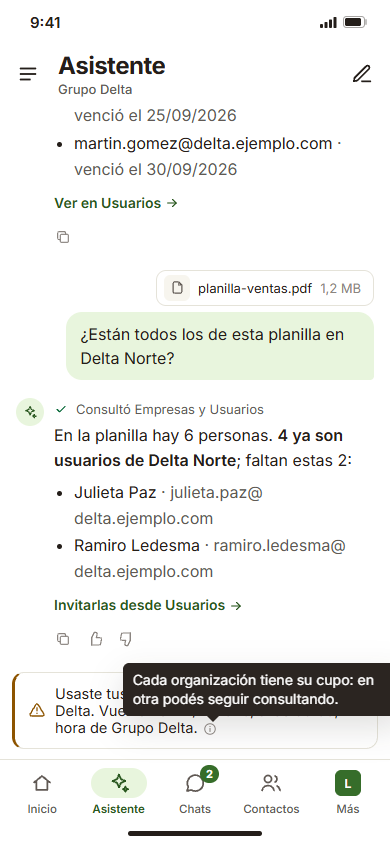 9:41
Asistente
Grupo Delta
venció el 25/09/2026
• martin.gomez@delta.ejemplo.com ·
venció el 30/09/2026
Ver en Usuarios →
planilla-ventas.pdf 1,2 MB
¿Están todos los de esta planilla en
Delta Norte?
Consultó Empresas y Usuarios
En la planilla hay 6 personas. 4 ya son
usuarios de Delta Norte; faltan estas 2:
• Julieta Paz · julieta.paz@
delta.ejemplo.com
• Ramiro Ledesma · ramiro.ledesma@
delta.ejemplo.com
Invitarlas desde Usuarios →
Cada organización tiene su cupo: en
otra podés seguir consultando.
Usaste tus
Delta.
hora de Grupo Delta.
2
L
Inicio
Asistente
Chats
Contactos
Más